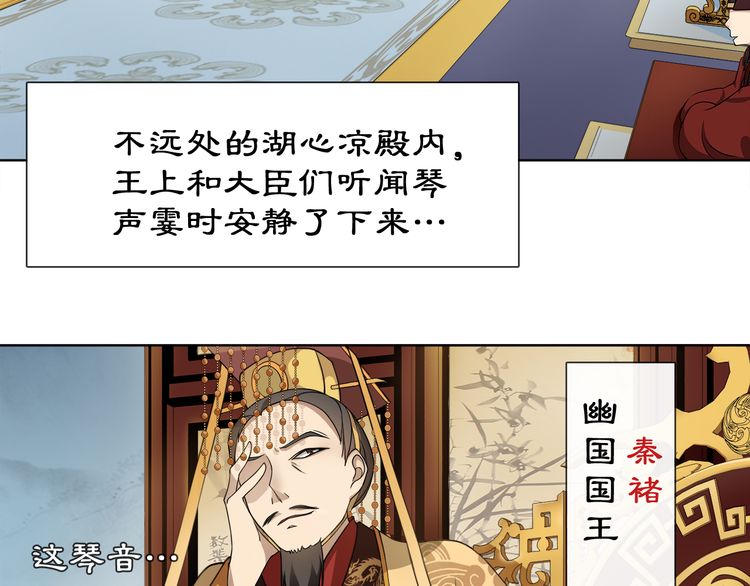 不远处的湖心凉殿内，
王上和大臣们听闻琴
声霎时安静了下来…
秦褚
幽国国王
这琴音…